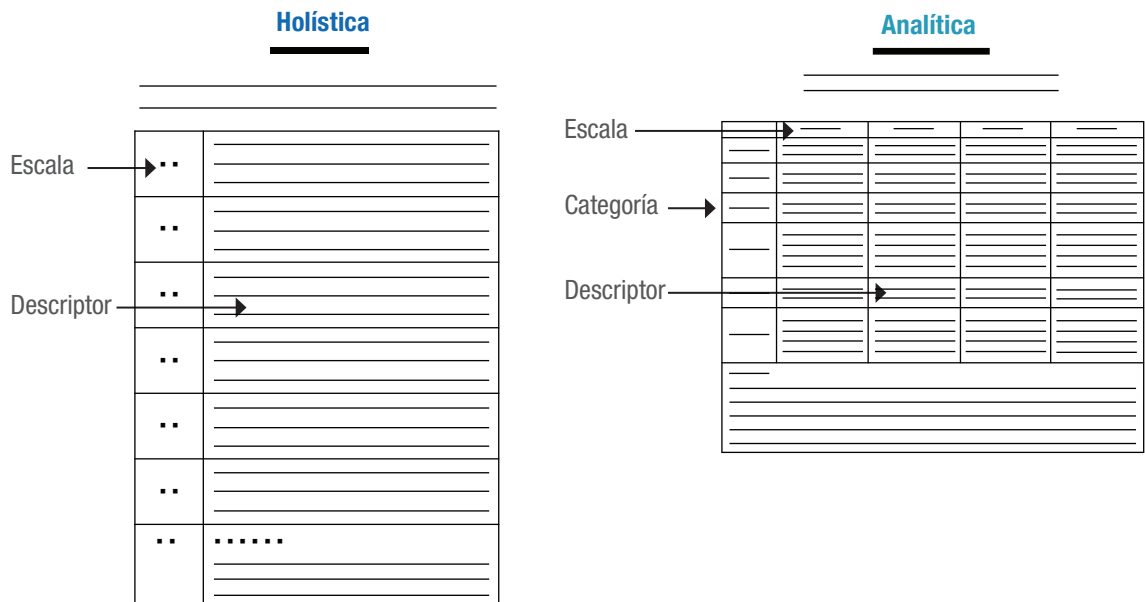 Holística
Escala
Descriptor
Analítica
Escala
Categoría
Descriptor